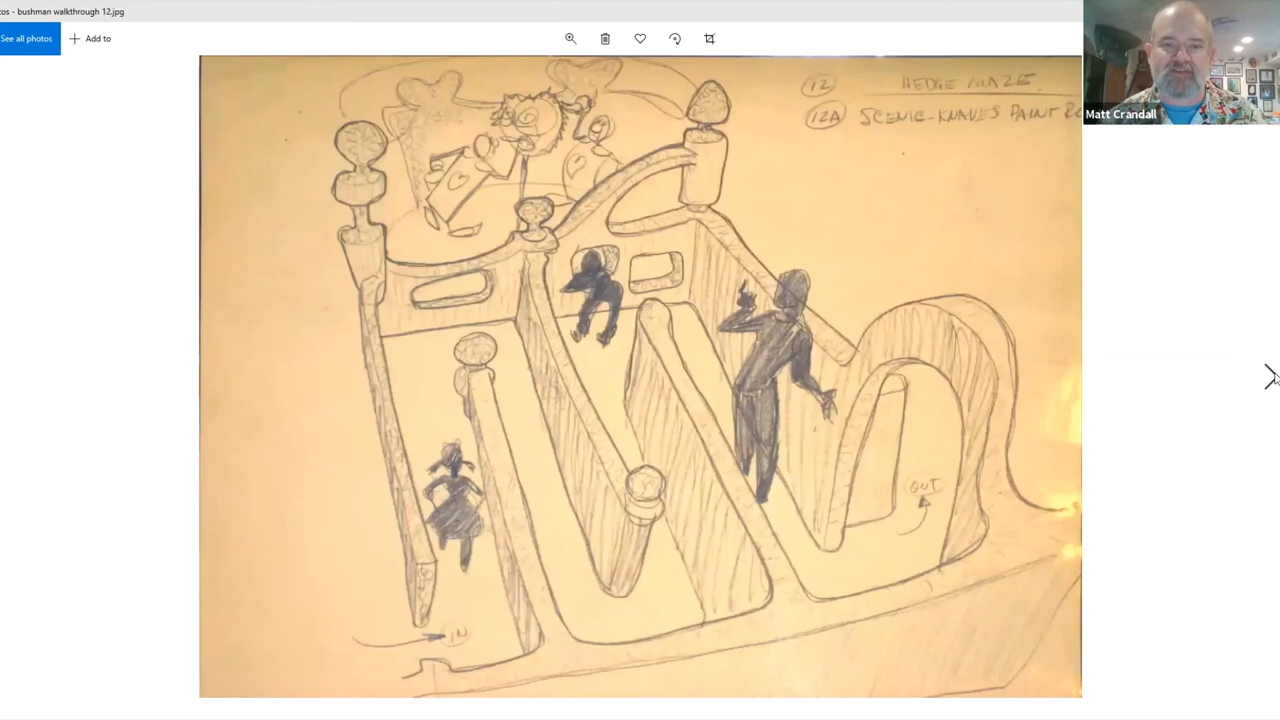 os - bushman walkthrough 12.jpg
See all photos
Add to
Matt Crandall
12 HEDGE MAZE.
12A SCENIC-KNAVES PAINT
OUT
IN